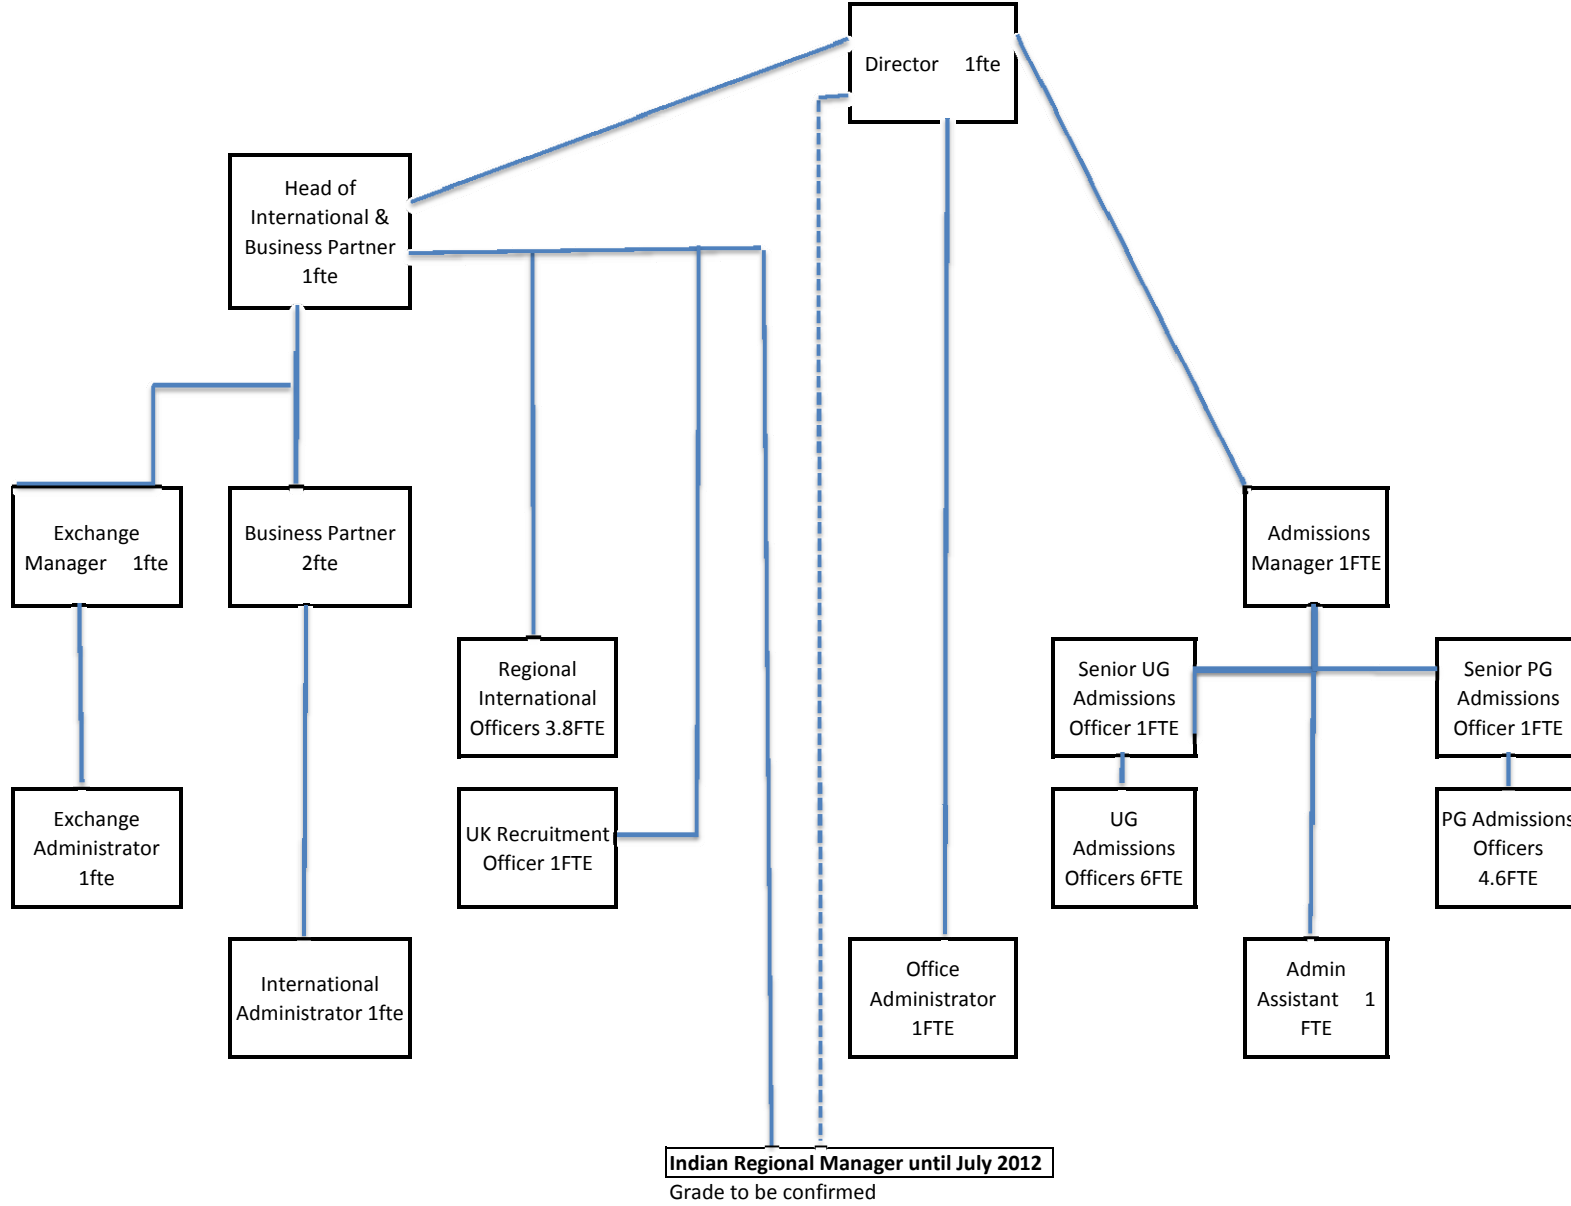 Director 1fte
Head of
International &
Business Partner
1fte
Exchange
Manager 1fte
Business Partner
2fte
Admissions
Manager 1FTE
Regional
International
Officers 3.8FTE
Senior UG
Admissions
Officer 1FTE
Senior PG
Admissions
Officer 1FTE
Exchange
Administrator
1fte
UK Recruitment
Officer 1FTE
UG
Admissions
Officers 6FTE
PG Admissions
Officers
4.6FTE
International
Administrator 1fte
Office
Administrator
1FTE
Admin
Assistant 1
FTE
Indian Regional Manager until July 2012
Grade to be confirmed